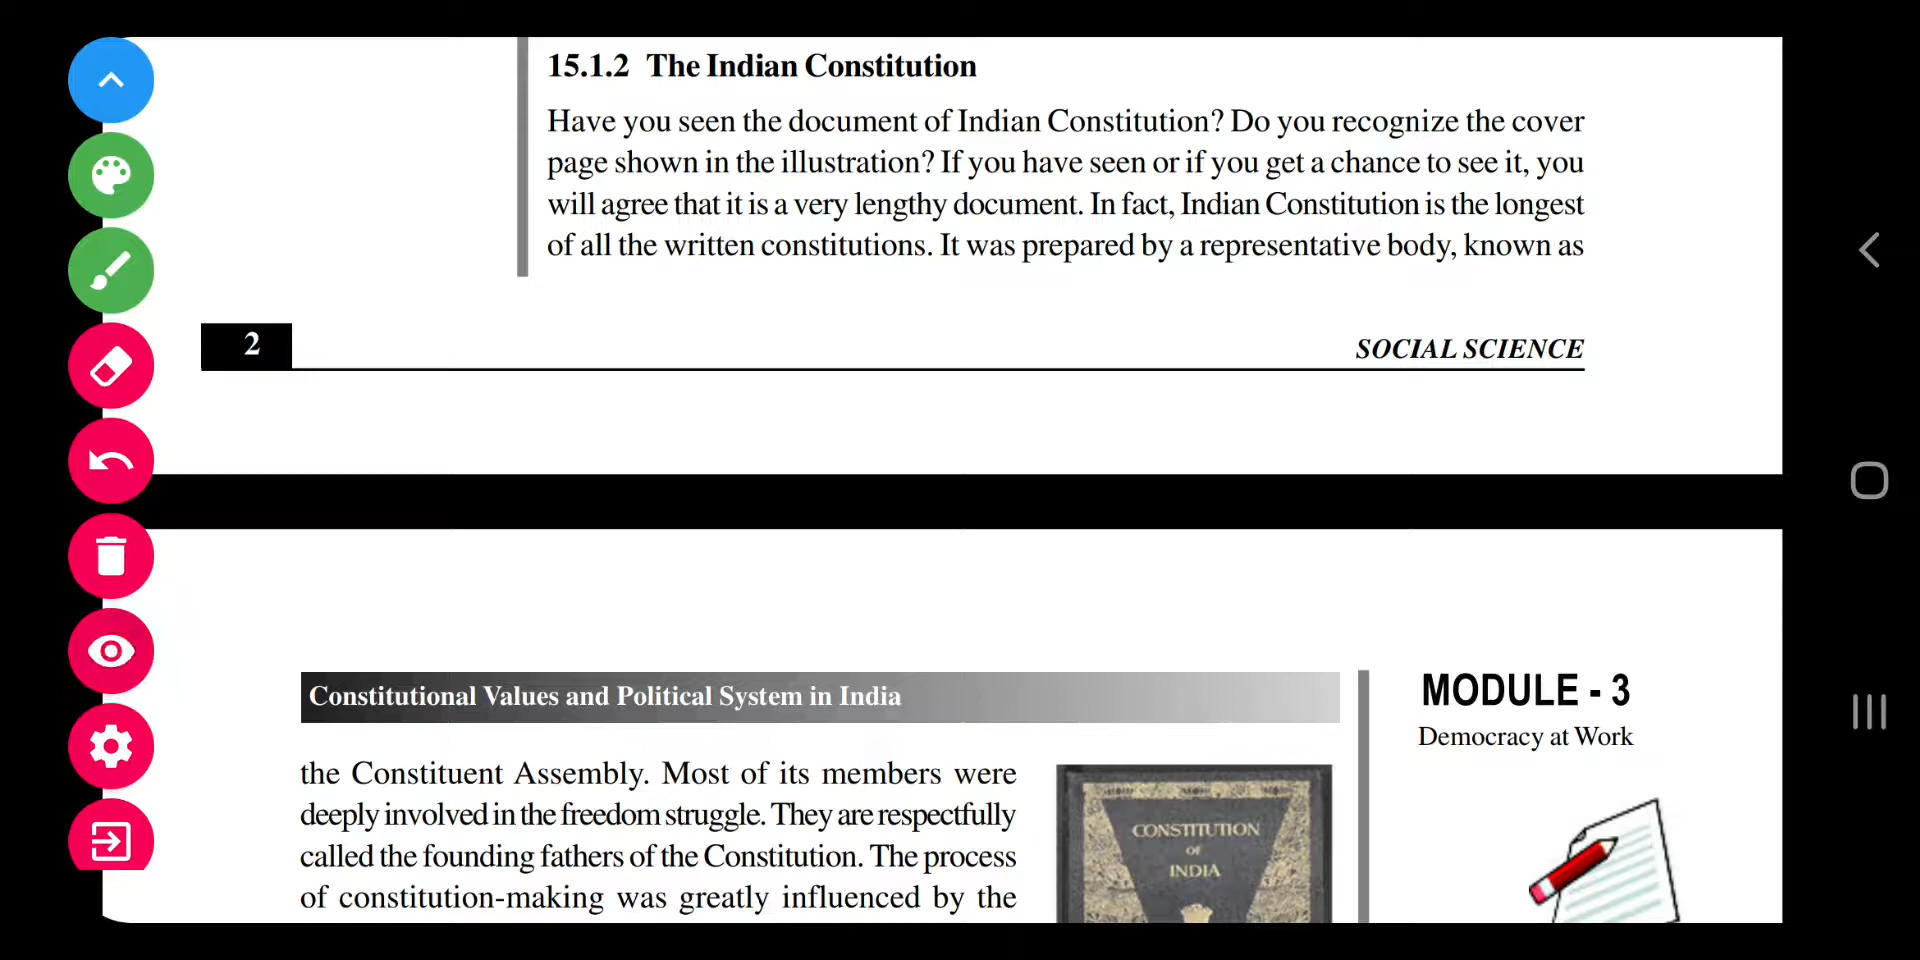 15.1.2 The Indian Constitution
Have you seen the document of Indian Constitution? Do you recognize the cover
page shown in the illustration? If you have seen or if you get a chance to see it, you
will agree that it is a very lengthy document. In fact, Indian Constitution is the longest
of all the written constitutions. It was prepared by a representative body, known as
2
SOCIAL SCIENCE
Constitutional Values and Political System in India
MODULE - 3
Democracy at Work
the Constituent Assembly. Most of its members were
deeply involved in the freedom struggle. They are respectfully
called the founding fathers of the Constitution. The process
of constitution-making was greatly influenced by the
CONSTITUTION
OF
INDIA